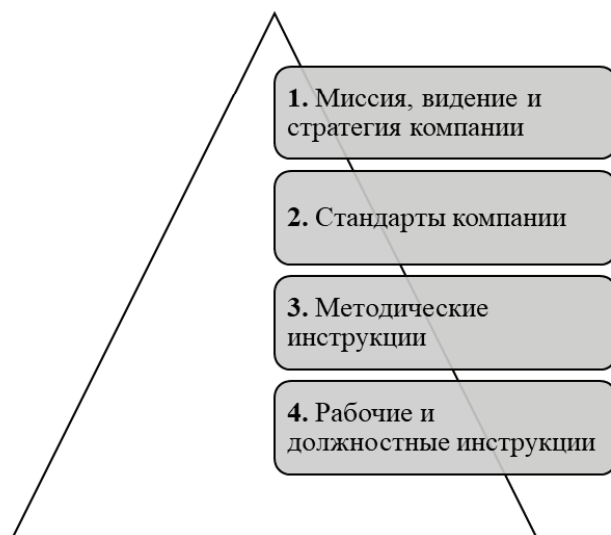 1. Миссия, видение и
стратегия компании
2. Стандарты компании
3. Методические
инструкции
4. Рабочие и
должностные инструкции